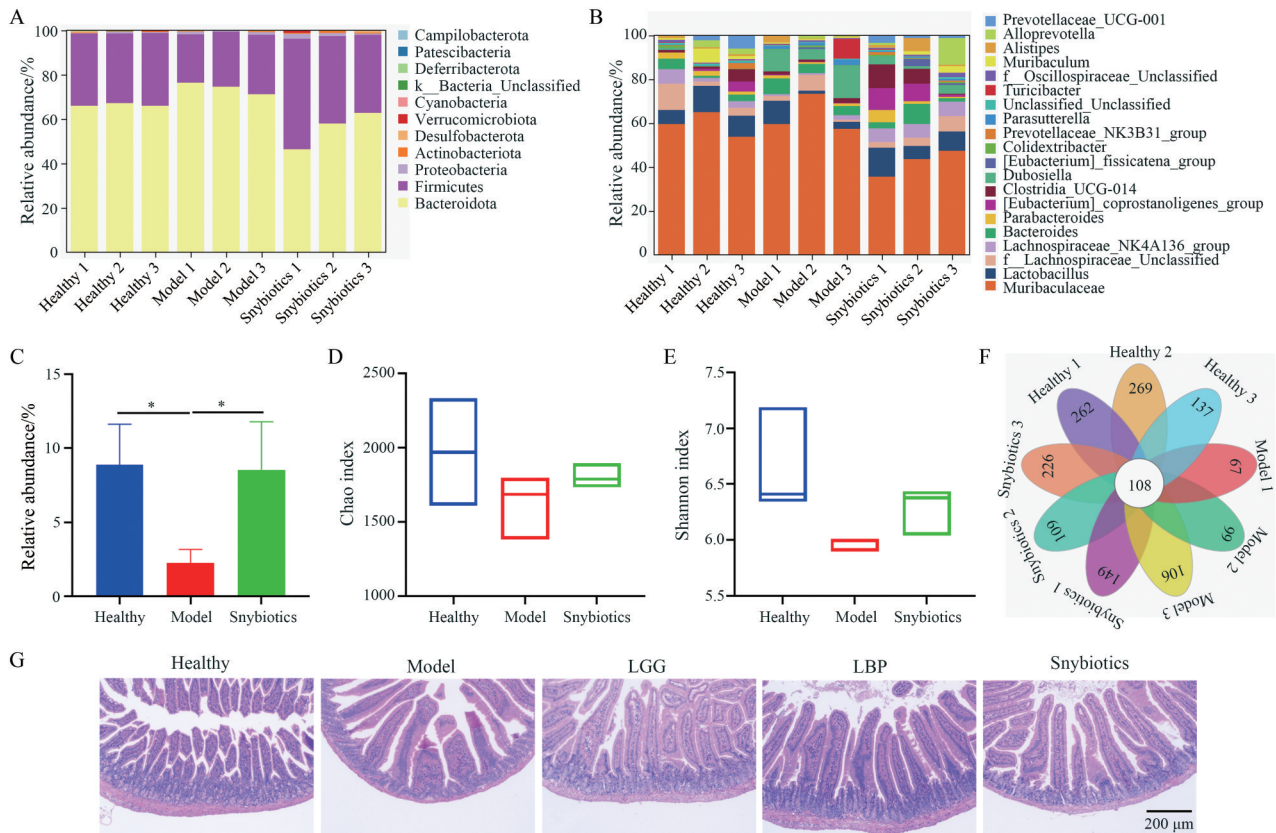 A
Relative abundance/%
100
80
60
40
20
0
Healthy 1
Healthy 2
Healthy 3
Model 1
Model 2
Model 3
Snybiotics 1
Snybiotics 2
Snybiotics 3
Campilobacterota
Patescibacteria
Deferribacterota
k__Bacteria_Unclassified
Cyanobacteria
Verrucomicrobiota
Desulfobacterota
Actinobacteriota
Proteobacteria
Firmicutes
Bacteroidota
B
Relative abundance/%
100
80
60
40
20
0
Healthy 1
Healthy 2
Healthy 3
Model 1
Model 2
Model 3
Snybiotics 1
Snybiotics 2
Snybiotics 3
Prevotellaceae_UCG-001
Alloprevotella
Alistipes
Muribaculum
f__Oscillospiraceae_Unclassified
Turicibacter
Unclassified_Unclassified
Parasutterella
Prevotellaceae_NK3B31_group
Colidextribacter
[Eubacterium]_fissicatena_group
Dubosiella
Clostridia_UCG-014
[Eubacterium]_coprostanoligenes_group
Parabacteroides
Bacteroides
Lachnospiraceae_NK4A136_group
f__Lachnospiraceae_Unclassified
Lactobacillus
Muribaculaceae
C
Relative abundance/%
15
10
5
0
*
*
Healthy
Model
Snybiotics
D
Chao index
2500
2000
1500
1000
Healthy
Model
Snybiotics
E
Shannon index
7.5
7.0
6.5
6.0
5.5
Healthy
Model
Snybiotics
F
Healthy 1
262
Healthy 2
269
Healthy 3
137
Model 1
67
Model 2
99
Model 3
106
Snybiotics 1
149
Snybiotics 2
109
Snybiotics 3
226
108
G
Healthy
Model
LGG
LBP
Snybiotics
200 μm